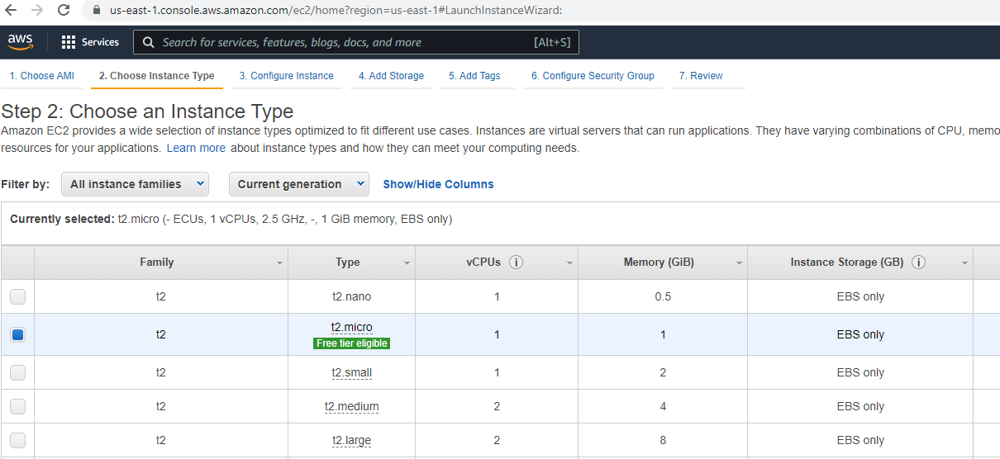 us-east-1.console.aws.amazon.com/ec2/home?region=us-east-1#LaunchInstanceWizard:
aws Services Search for services, features, blogs, docs, and more [Alt+S]
1. Choose AMI 2. Choose Instance Type 3. Configure Instance 4. Add Storage 5. Add Tags 6. Configure Security Group 7. Review
Step 2: Choose an Instance Type
Amazon EC2 provides a wide selection of instance types optimized to fit different use cases. Instances are virtual servers that can run applications. They have varying combinations of CPU, memo
resources for your applications. Learn more about instance types and how they can meet your computing needs.
Filter by: All instance families Current generation Show/Hide Columns
Currently selected: t2.micro (- ECUs, 1 vCPUs, 2.5 GHz, -, 1 GiB memory, EBS only)
Family Type vCPUs Memory (GiB) Instance Storage (GB)
t2 t2.nano 1 0.5 EBS only
t2 t2.micro 1 1 EBS only
Free tier eligible
t2 t2.small 1 2 EBS only
t2 t2.medium 2 4 EBS only
t2 t2.large 2 8 EBS only